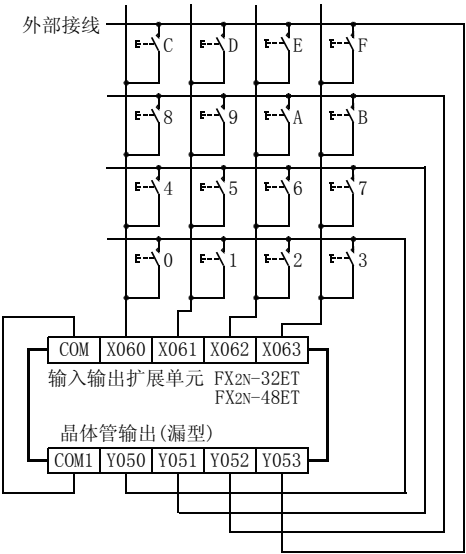 外部接线
C D E F
8 9 A B
4 5 6 7
0 1 2 3
COM X060 X061 X062 X063
输入输出扩展单元 FX2N-32ET
FX2N-48ET
晶体管输出(漏型)
COM1 Y050 Y051 Y052 Y053